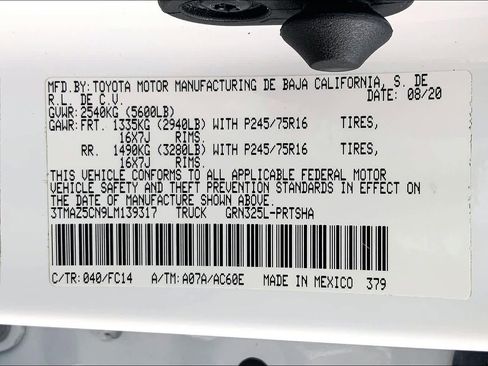 MFD.BY:TOYOTA MOTOR MANUFACTURING DE BAJA CALIFORNIA, S. DE
R.L. DE C.V. DATE: 08/20
GVWR:2540KG(5600LB)
GAWR:FRT. 1335KG(2940LB)WITH P245/75R16 TIRES,
16X7J RIMS.
RR. 1490KG(3280LB)WITH P245/75R16 TIRES,
16X7J RIMS.
THIS VEHICLE CONFORMS TO ALL APPLICABLE FEDERAL MOTOR
VEHICLE SAFETY AND THEFT PREVENTION STANDARDS IN EFFECT ON
THE DATE OF MANUFACTURE SHOWN ABOVE.
3TMAZ5CN9LM139317 TRUCK GRN325L-PRTSHA
C/TR:040/FC14 A/TM:A07A/AC60E MADE IN MEXICO 379